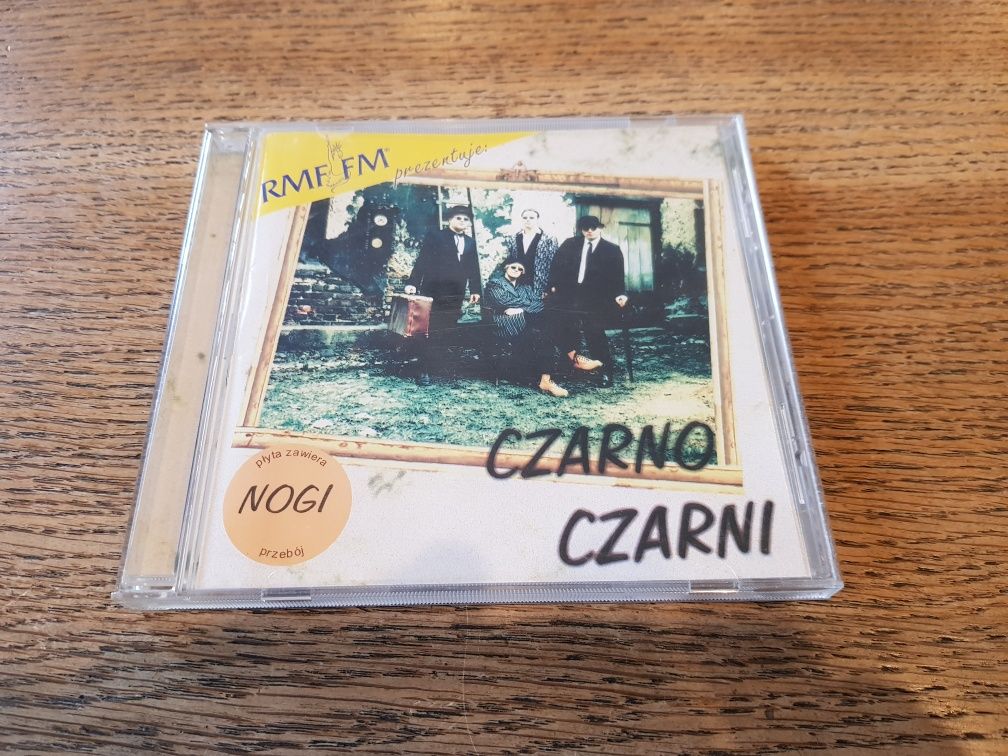 RMF FM® prezentuje:
CZARNO
CZARNI
płyta zawiera
NOGI
przebój